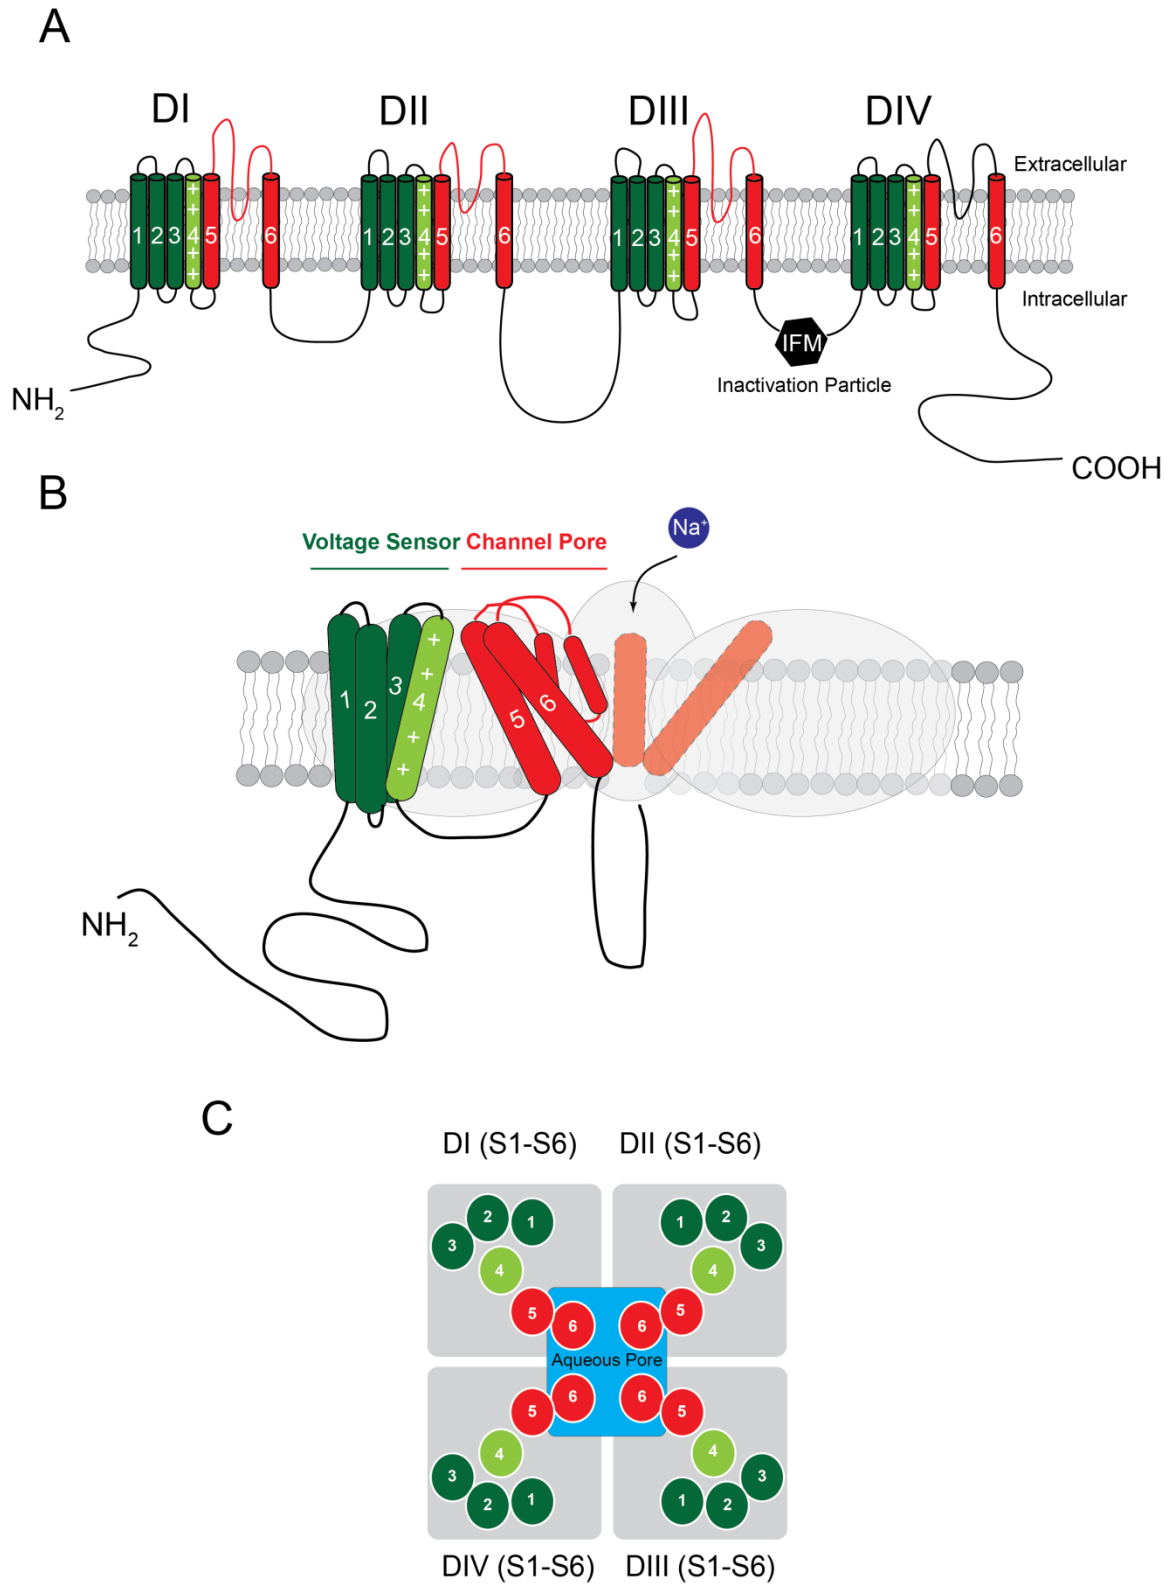 A
DI DII DIII DIV
Extracellular
+ + + +
+ + + +
1 2 3 4 5 6 1 2 3 4 5 6 1 2 3 4 5 6 1 2 3 4 5 6
+ + + +
+ + + +
Intracellular
IFM
Inactivation Particle
NH2
COOH
B
Na+
Voltage Sensor Channel Pore
+
+
1 2 3 4 5 6
+
+
NH2
C
DI (S1-S6) DII (S1-S6)
2 1 1 2
3 3
4 4
5 5
6 6
Aqueous Pore
6 6
5 5
4 4
3 3
2 1 1 2
DIV (S1-S6) DIII (S1-S6)